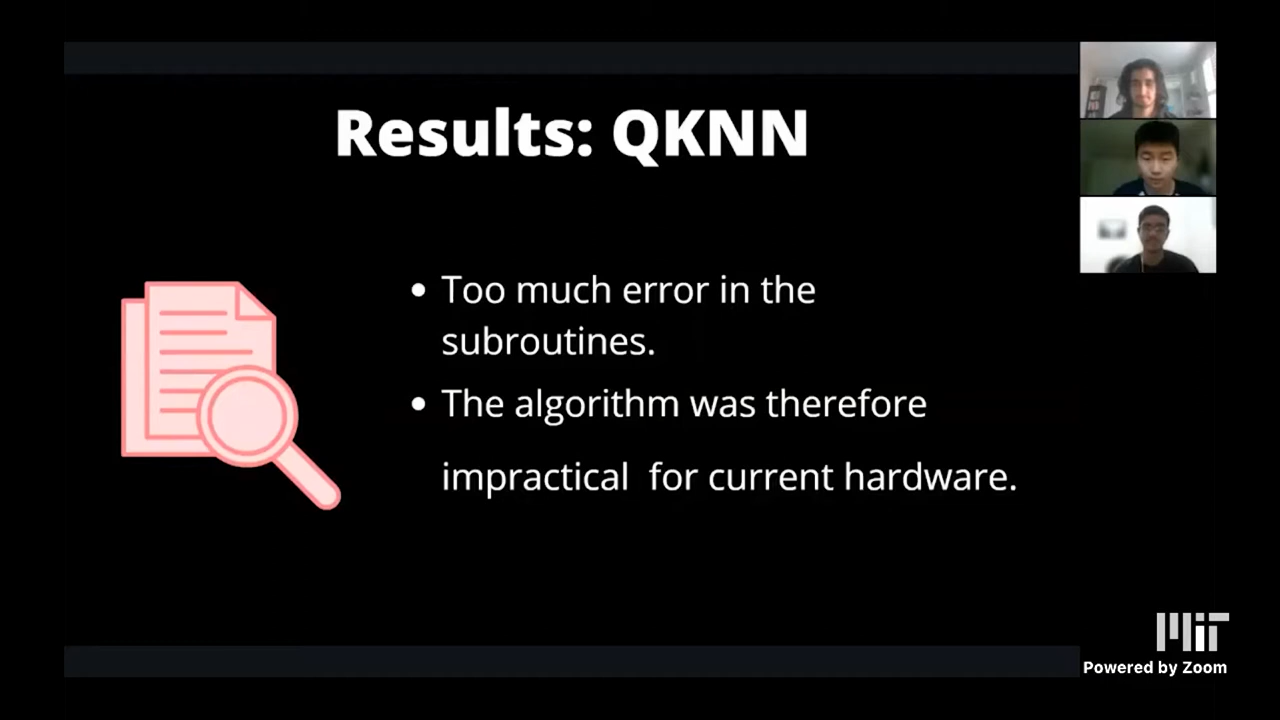 Results: QKNN
• Too much error in the
subroutines.
• The algorithm was therefore
impractical for current hardware.
MIT
Powered by Zoom